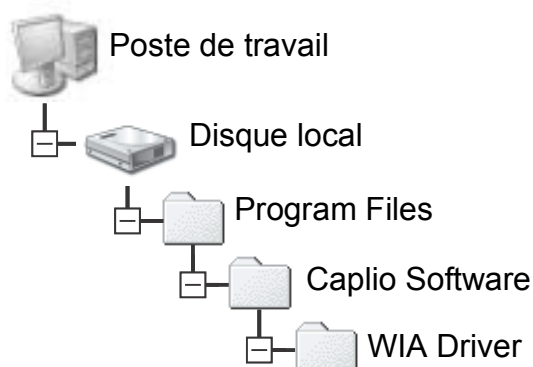 Poste de travail
Disque local
Program Files
Caplio Software
WIA Driver